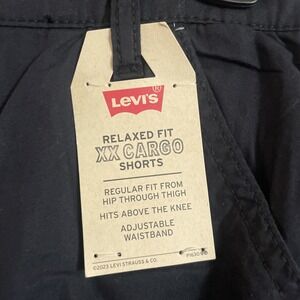 LEVI'S®
RELAXED FIT
XX CARGO
SHORTS
REGULAR FIT FROM
HIP THROUGH THIGH
HITS ABOVE THE KNEE
ADJUSTABLE
WAISTBAND
©2023 LEVI STRAUSS & CO.